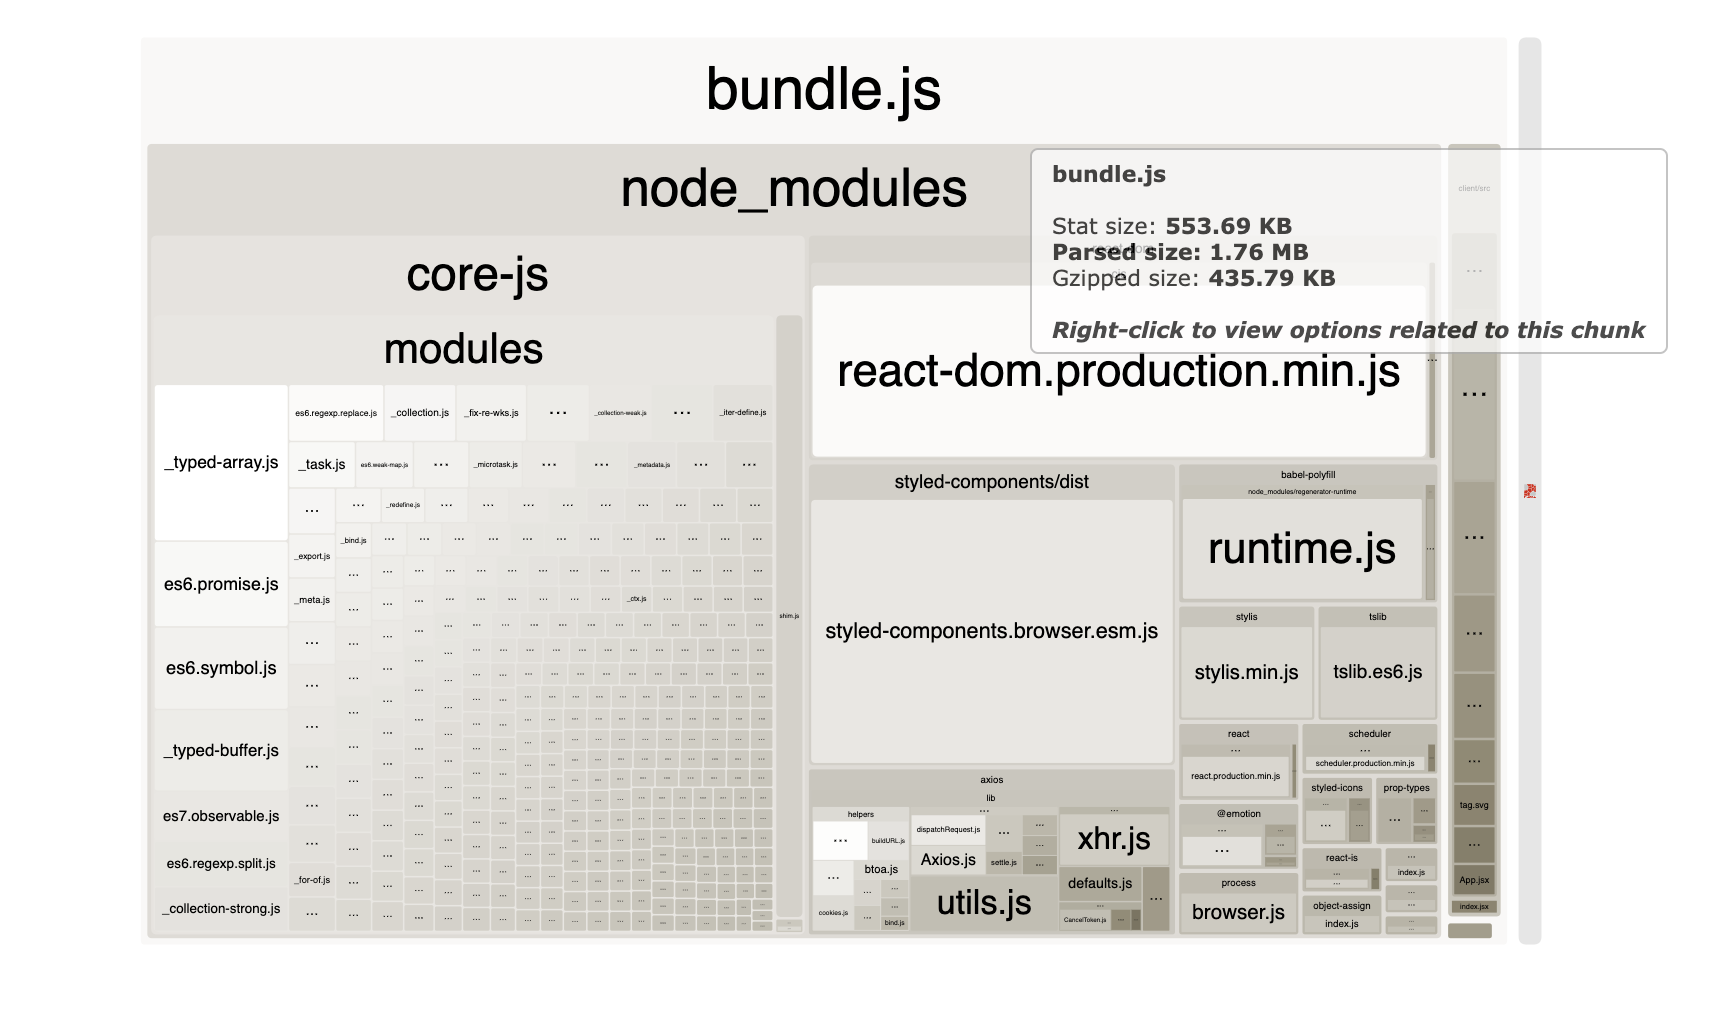 bundle.js
node_modules
bundle.js
Stat size: 553.69 KB
Parsed size: 1.76 MB
Gzipped size: 435.79 KB
Right-click to view options related to this chunk
client/src
core-js
react-dom
cjs
modules
react-dom.production.min.js
_typed-array.js
es6.regexp.replace.js
_collection.js
_fix-re-wks.js
...
_collection-weak.js
...
_iter-define.js
_task.js
es6.weak-map.js
...
_microtask.js
...
_metadata.js
...
_redefine.js
_bind.js
_export.js
_meta.js
_ctx.js
_for-of.js
es6.promise.js
es6.symbol.js
_typed-buffer.js
es7.observable.js
es6.regexp.split.js
_collection-strong.js
shim.js
styled-components/dist
styled-components.browser.esm.js
babel-polyfill
node_modules/regenerator-runtime
runtime.js
stylis
stylis.min.js
tslib
tslib.es6.js
axios
lib
helpers
...
buildURL.js
...
btoa.js
cookies.js
bind.js
dispatchRequest.js
Axios.js
settle.js
utils.js
xhr.js
defaults.js
CancelToken.js
react
...
react.production.min.js
scheduler
...
scheduler.production.min.js
@emotion
...
styled-icons
prop-types
react-is
...
index.js
process
browser.js
object-assign
index.js
tag.svg
...
App.jsx
index.jsx